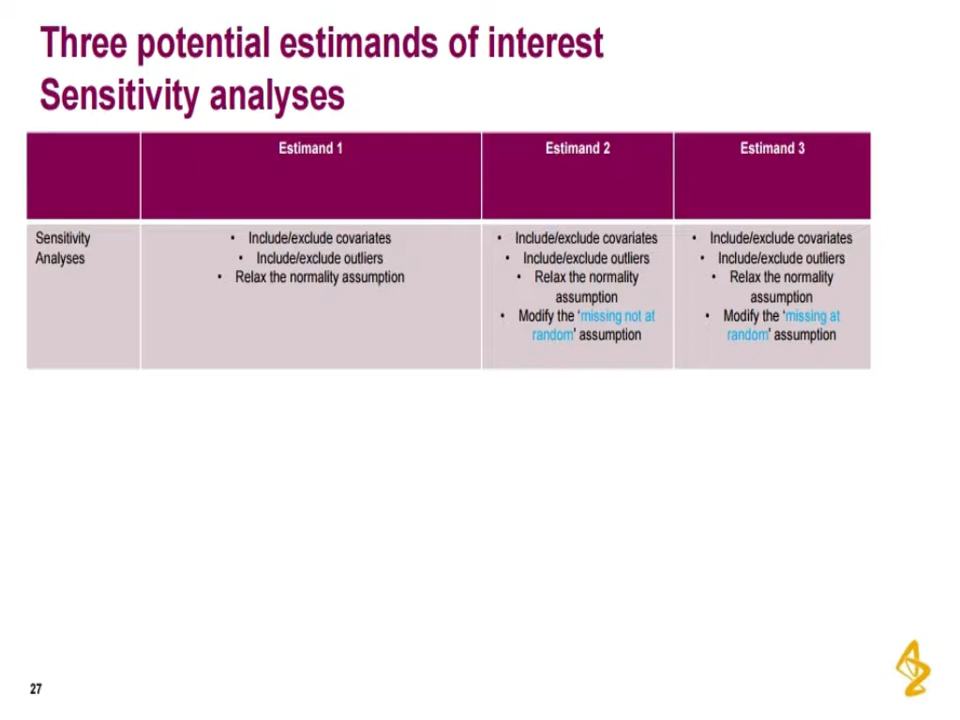 Three potential estimands of interest
Sensitivity analyses
Estimand 1
Estimand 2
Estimand 3
Sensitivity
Analyses
• Include/exclude covariates
• Include/exclude outliers
• Relax the normality assumption
• Include/exclude covariates
• Include/exclude outliers
• Relax the normality
assumption
• Modify the ‘missing not at
random’ assumption
• Include/exclude covariates
• Include/exclude outliers
• Relax the normality
assumption
• Modify the ‘missing at
random’ assumption
27